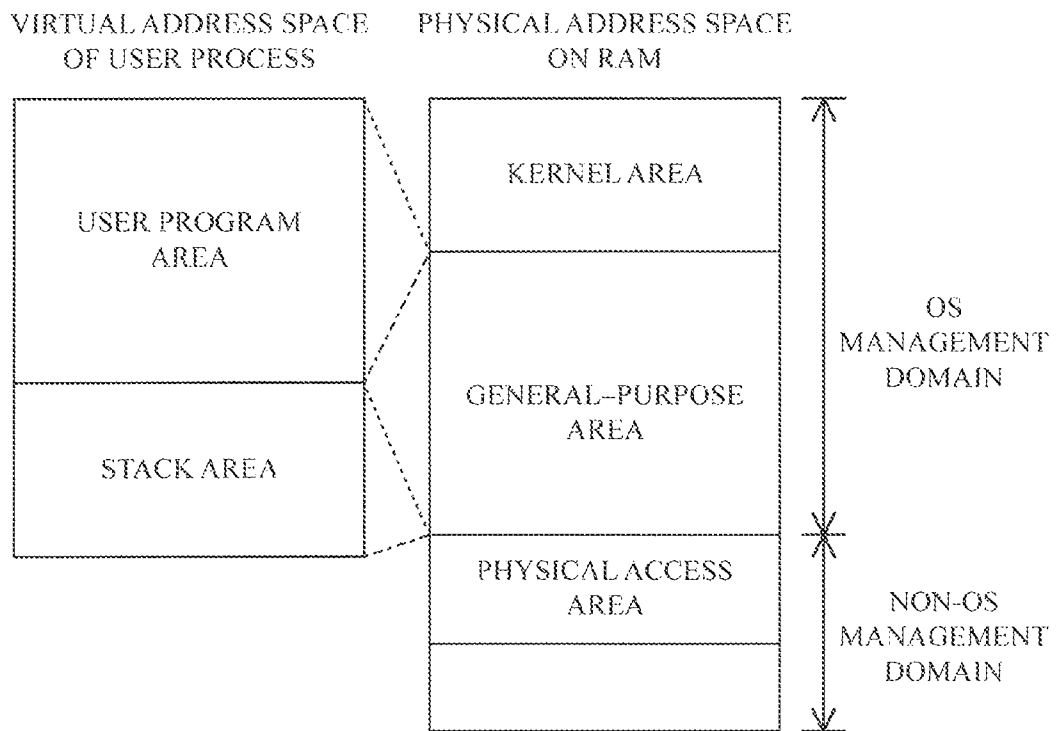 VIRTUAL ADDRESS SPACE
OF USER PROCESS
PHYSICAL ADDRESS SPACE
ON RAM
USER PROGRAM
AREA
STACK AREA
KERNEL AREA
GENERAL-PURPOSE
AREA
PHYSICAL ACCESS
AREA
OS
MANAGEMENT
DOMAIN
NON-OS
MANAGEMENT
DOMAIN